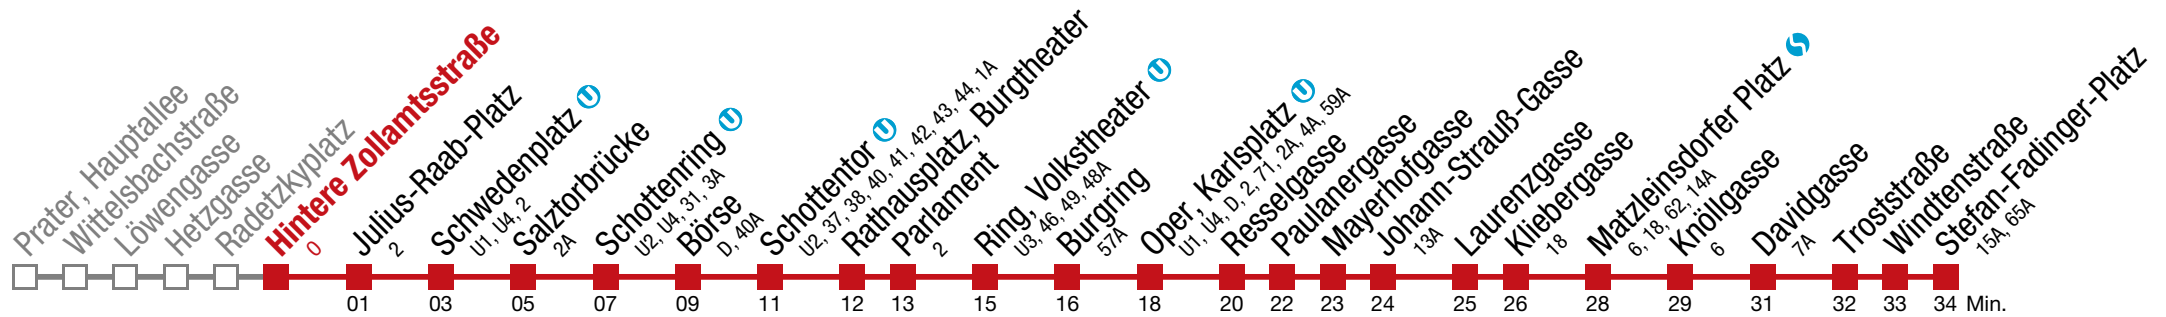 Prater, Hauptallee
Wittelsbachstraße
Löwengasse
Hetzgasse
Radetzkyplatz
Hintere Zollamtsstraße
0
Julius-Raab-Platz
2
Schwedenplatz U
U1, U4, 2
Salztorbrücke
2A
Schottenring U
U2, U4, 31, 3A
Börse
D, 40A
Schottentor U
U2, 37, 38, 40, 41, 42, 43, 44, 1A
Rathausplatz, Burgtheater
Parlament
2
Ring, Volkstheater U
U3, 46, 49, 48A
Burgring
57A
Oper, Karlsplatz U
U1, U4, D, 2, 71, 2A, 4A, 59A
Resselgasse
Paulanergasse
Mayerhofgasse
Johann-Strauß-Gasse
13A
Laurenzgasse
Kliebergasse
18
Matzleinsdorfer Platz S
6, 18, 62, 14A
Knöllgasse
6
Davidgasse
7A
Troststraße
Windtenstraße
Stefan-Fadinger-Platz
15A, 65A
01 03 05 07 09 11 12 13 15 16 18 20 22 23 24 25 26 28 29 31 32 33 34 Min.